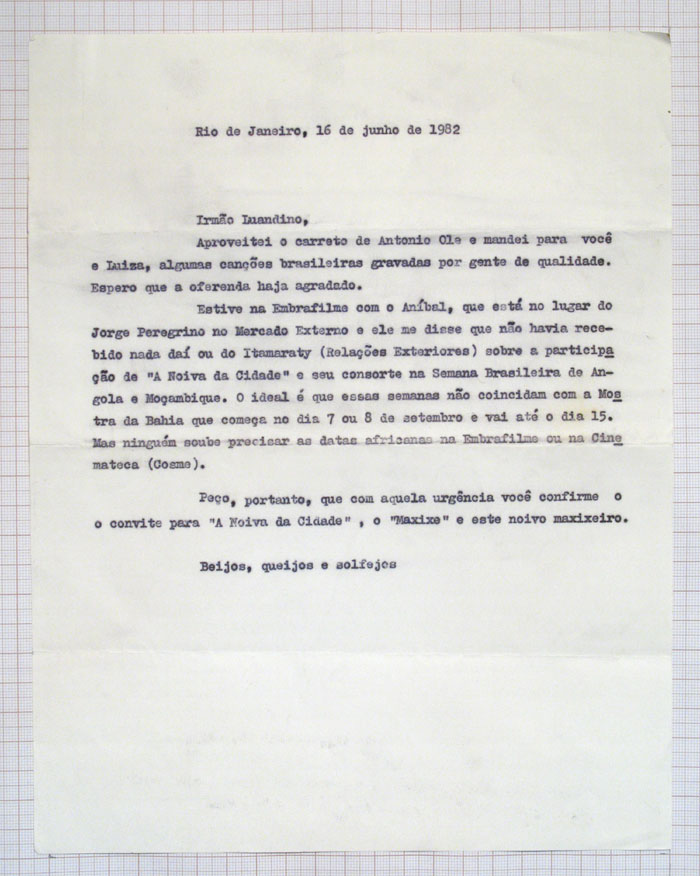 Rio de Janeiro, 16 de junho de 1982
Irmão Luandino,
Aproveitei o carreto de Antonio Ole e mandei para você
e Luiza, algumas canções brasileiras gravadas por gente de qualidade.
Espero que a oferenda haja agradado.
Estive na Embrafilme com o Aníbal, que está no lugar do
Jorge Peregrino no Mercado Externo e ele me disse que não havia rece-
bido nada daí ou do Itamaraty (Relações Exteriores) sobre a participa
ção de "A Noiva da Cidade" e seu consorte na Semana Brasileira de An-
gola e Moçambique. O ideal é que essas semanas não coincidam com a Mos
tra da Bahia que começa no dia 7 ou 8 de setembro e vai até o dia 15.
Mas ninguém soube precisar as datas africanas na Embrafilme ou na Cine
mateca (Cosme).
Peço, portanto, que com aquela urgência você confirme o
o convite para "A Noiva da Cidade" , o "Maxixe" e este noivo maxixeiro.
Beijos, queijos e solfejos